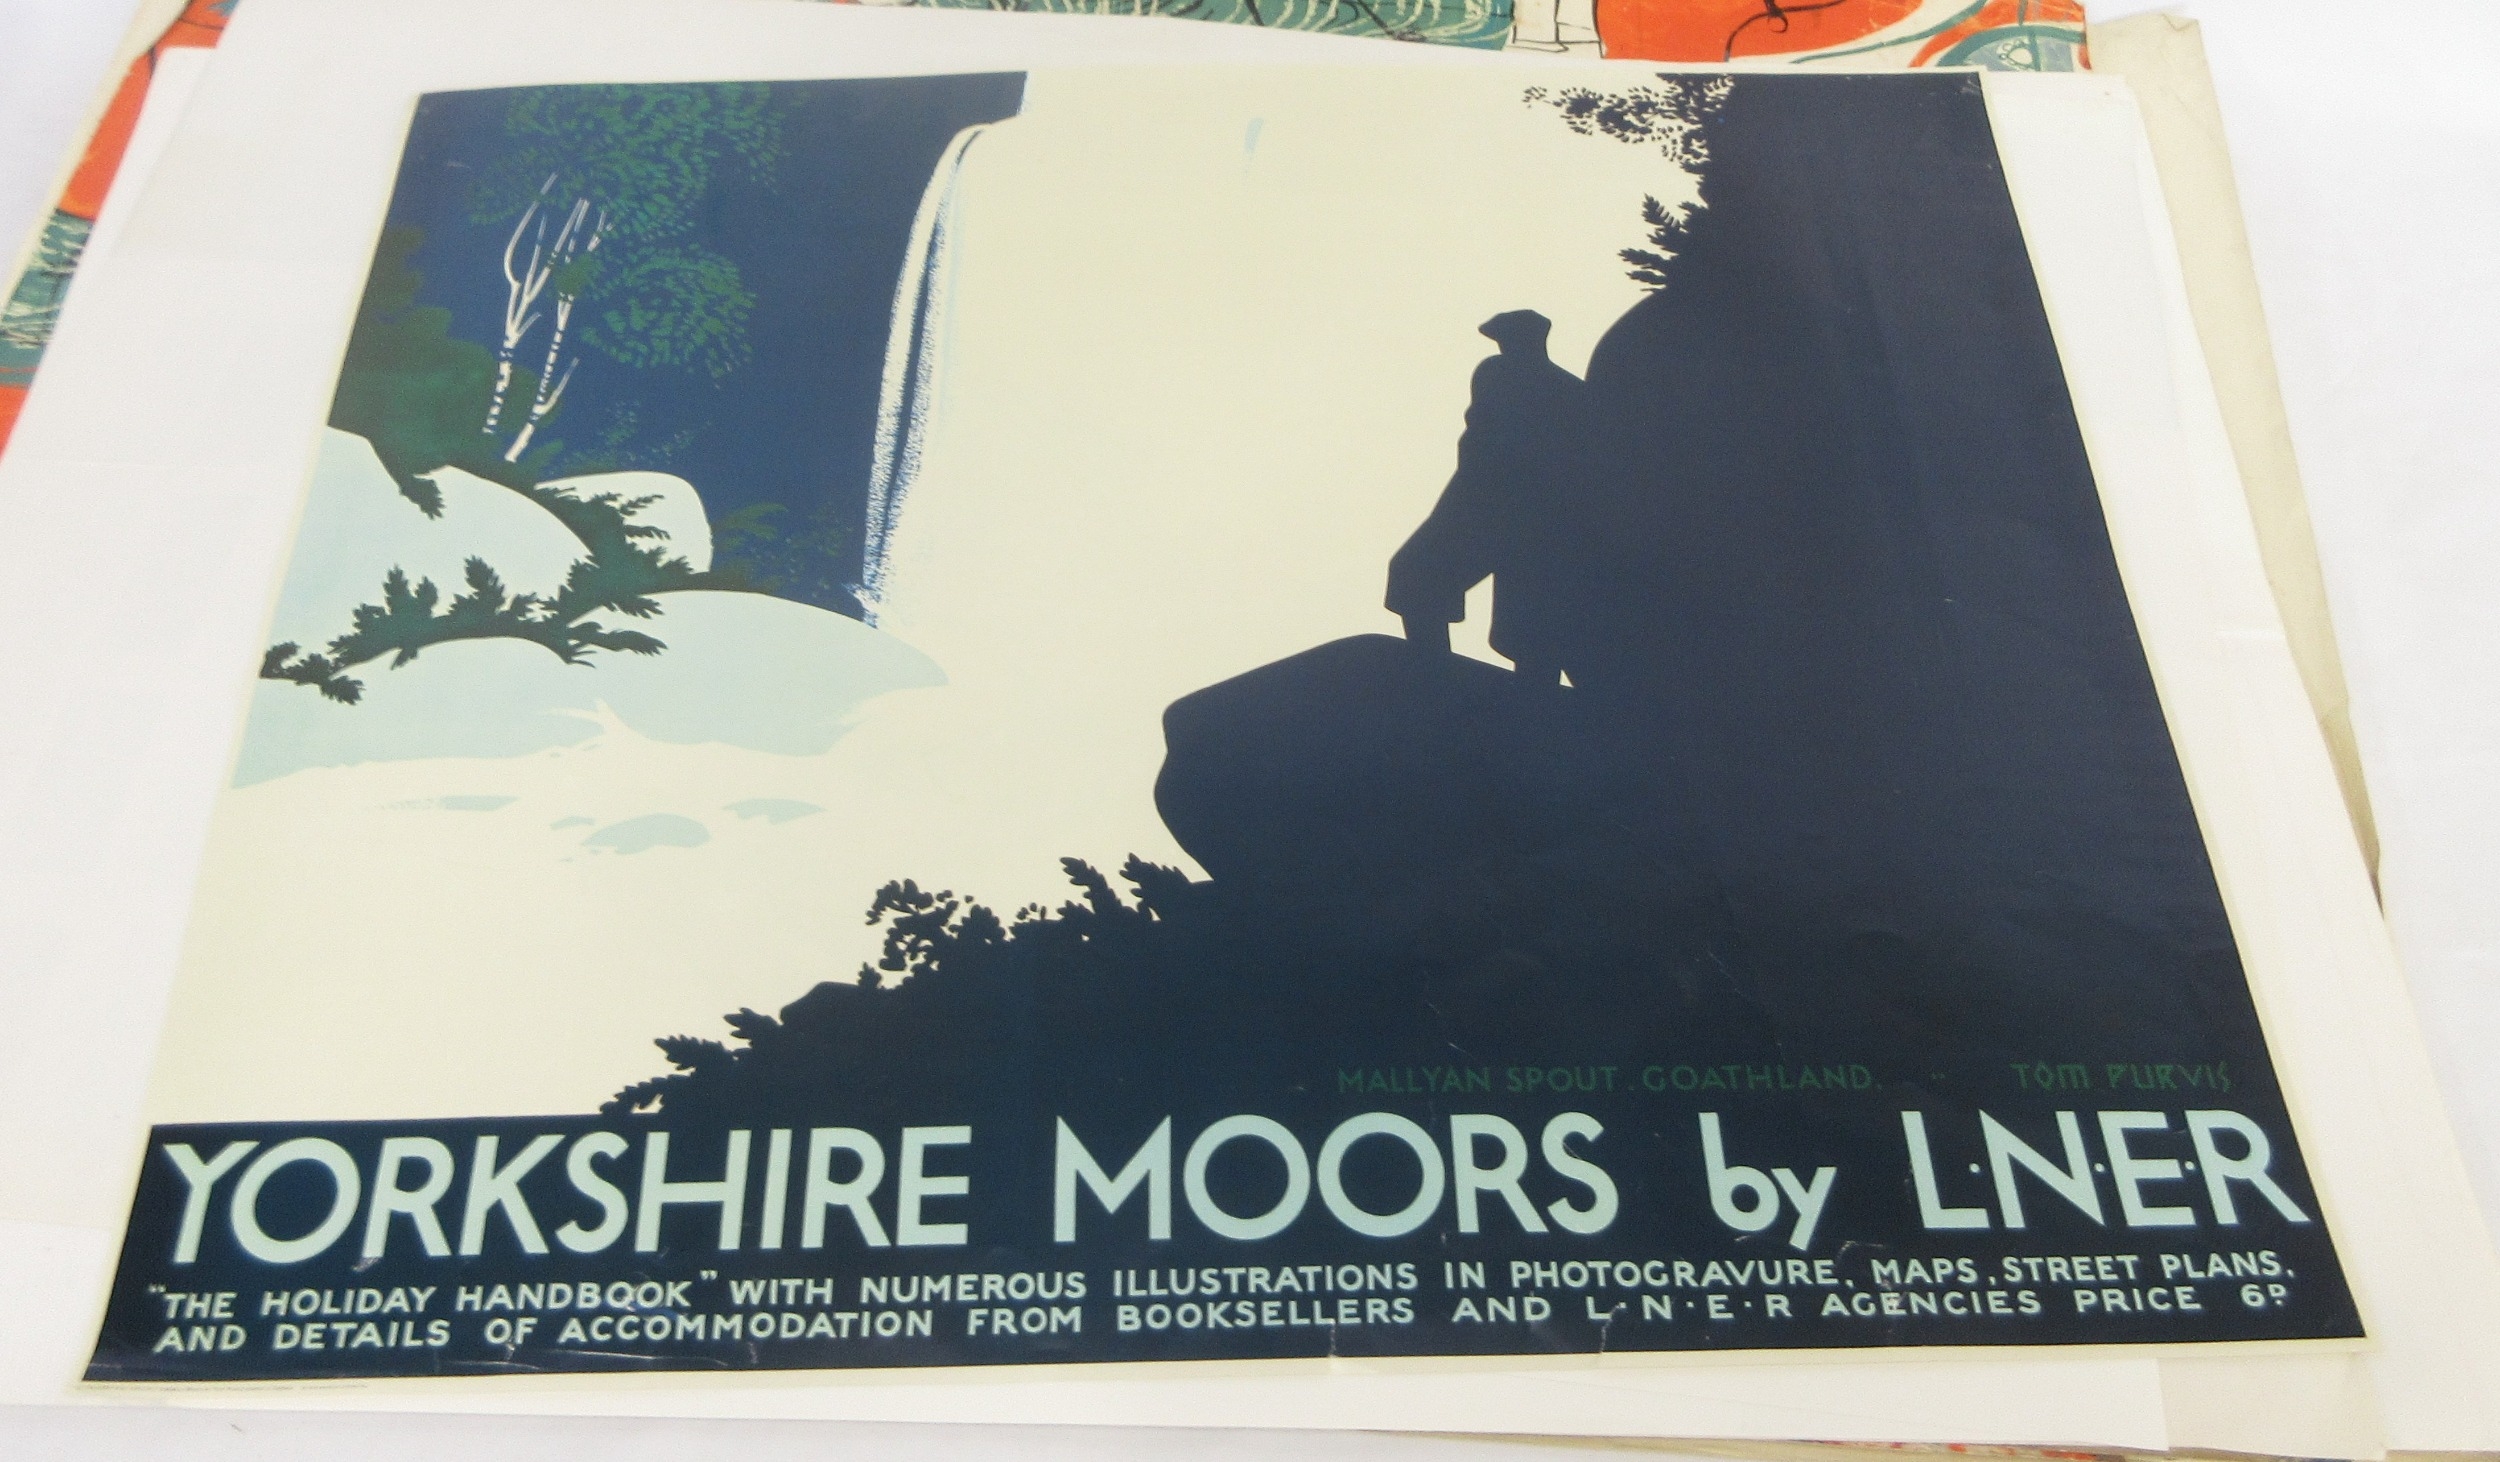 MALLYAN SPOUT. GOATHLAND. TOM PURVIS
YORKSHIRE MOORS by L·N·E·R
"THE HOLIDAY HANDBOOK" WITH NUMEROUS ILLUSTRATIONS IN PHOTOGRAVURE, MAPS, STREET PLANS,
AND DETAILS OF ACCOMMODATION FROM BOOKSELLERS AND L·N·E·R AGENCIES PRICE 6D